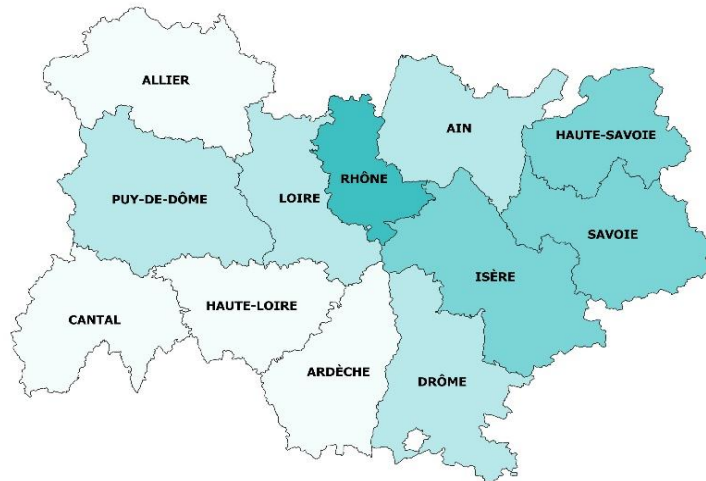 ALLIER
AIN
HAUTE-SAVOIE
RHÔNE
PUY-DE-DÔME
LOIRE
SAVOIE
ISÈRE
HAUTE-LOIRE
CANTAL
ARDÈCHE
DRÔME